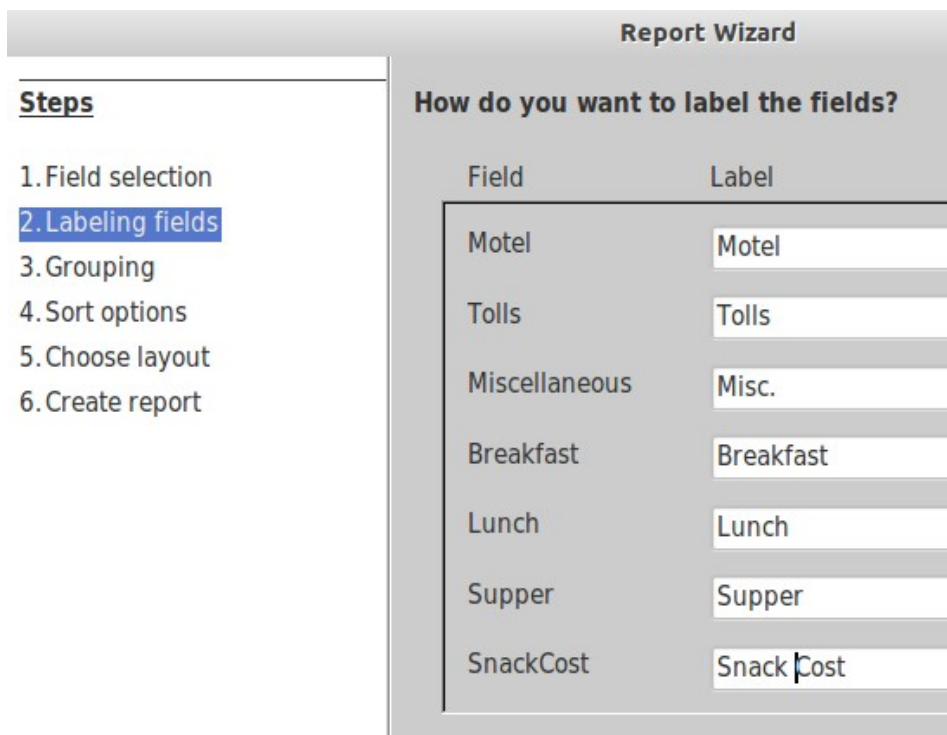 Report Wizard
Steps
1. Field selection
2. Labeling fields
3. Grouping
4. Sort options
5. Choose layout
6. Create report
How do you want to label the fields?
Field Label
Motel Motel
Tolls Tolls
Miscellaneous Misc.
Breakfast Breakfast
Lunch Lunch
Supper Supper
SnackCost Snack Cost